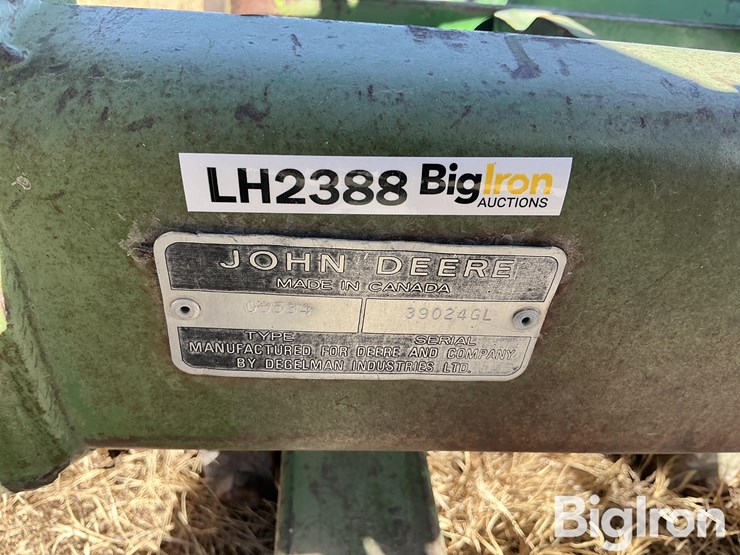 LH2388 BigIron
AUCTIONS
JOHN DEERE
MADE IN CANADA
39024GL
TYPE SERIAL
MANUFACTURED FOR DEERE AND COMPANY
BY DEGELMAN INDUSTRIES LTD.
BigIron